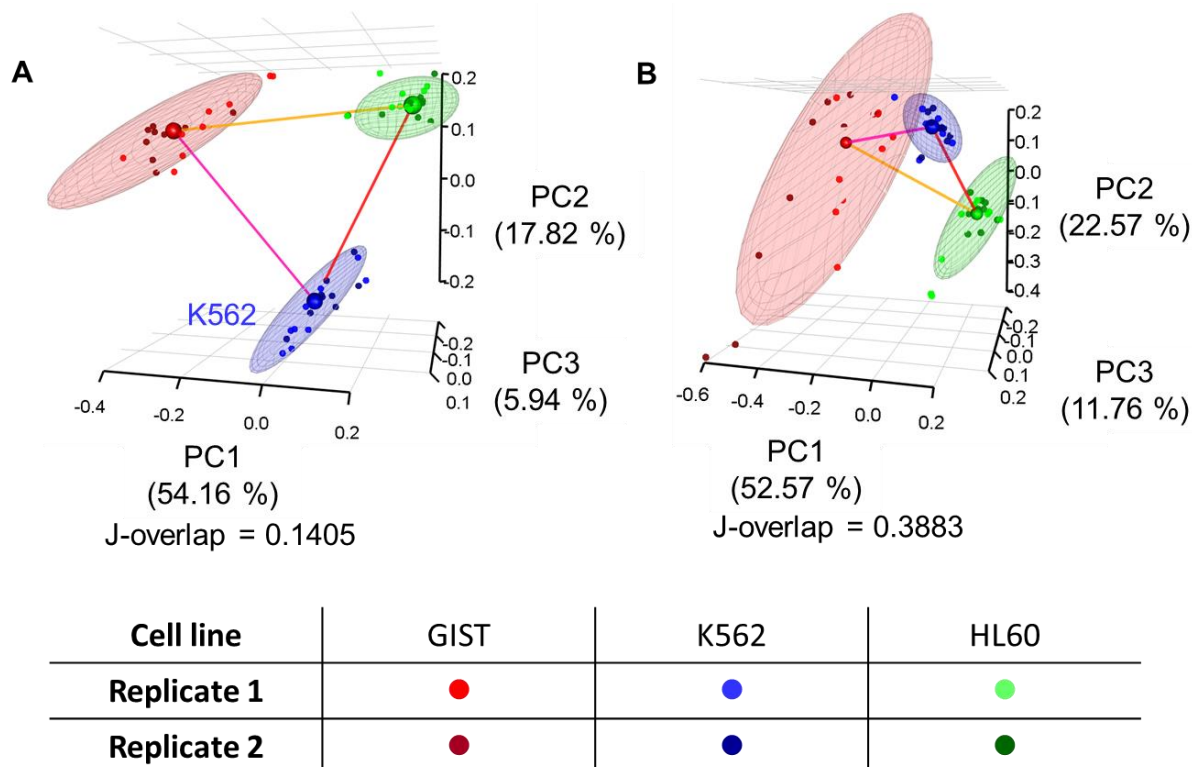 A
0.2
0.1
0.0
-0.1
-0.2
PC2
(17.82 %)
K562
-0.2
-0.1
0.0
0.1
PC3
(5.94 %)
-0.4
-0.2
0.0
0.2
PC1
(54.16 %)
J-overlap = 0.1405
B
0.2
0.1
0.0
-0.1
-0.2
-0.3
0.4
PC2
(22.57 %)
-0.2
-0.1
0.0
0.1
0.2
PC3
(11.76 %)
-0.6
-0.4
-0.2
0.0
0.2
PC1
(52.57 %)
J-overlap = 0.3883
Cell line GIST K562 HL60
Replicate 1
Replicate 2